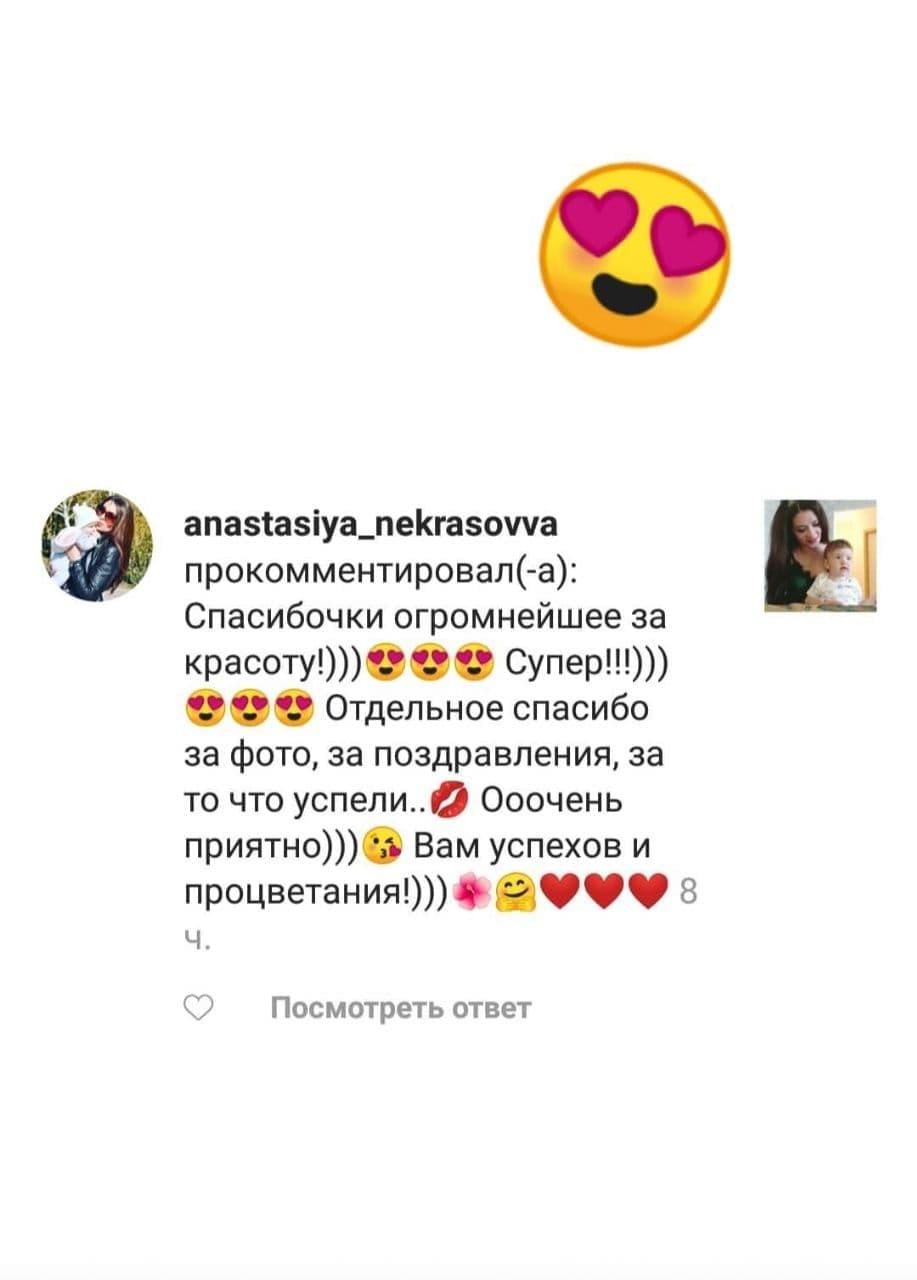 anastasiya_nekrasovva
прокомментировал(-а):
Спасибочки огромнейшее за
красоту!)))😍😍😍 Супер!!!)))
😍😍😍 Отдельное спасибо
за фото, за поздравления, за
то что успели..💋 Ооочень
приятно)))😘 Вам успехов и
процветания!)))🌺🤗❤️❤️❤️ 8
ч.
Посмотреть ответ